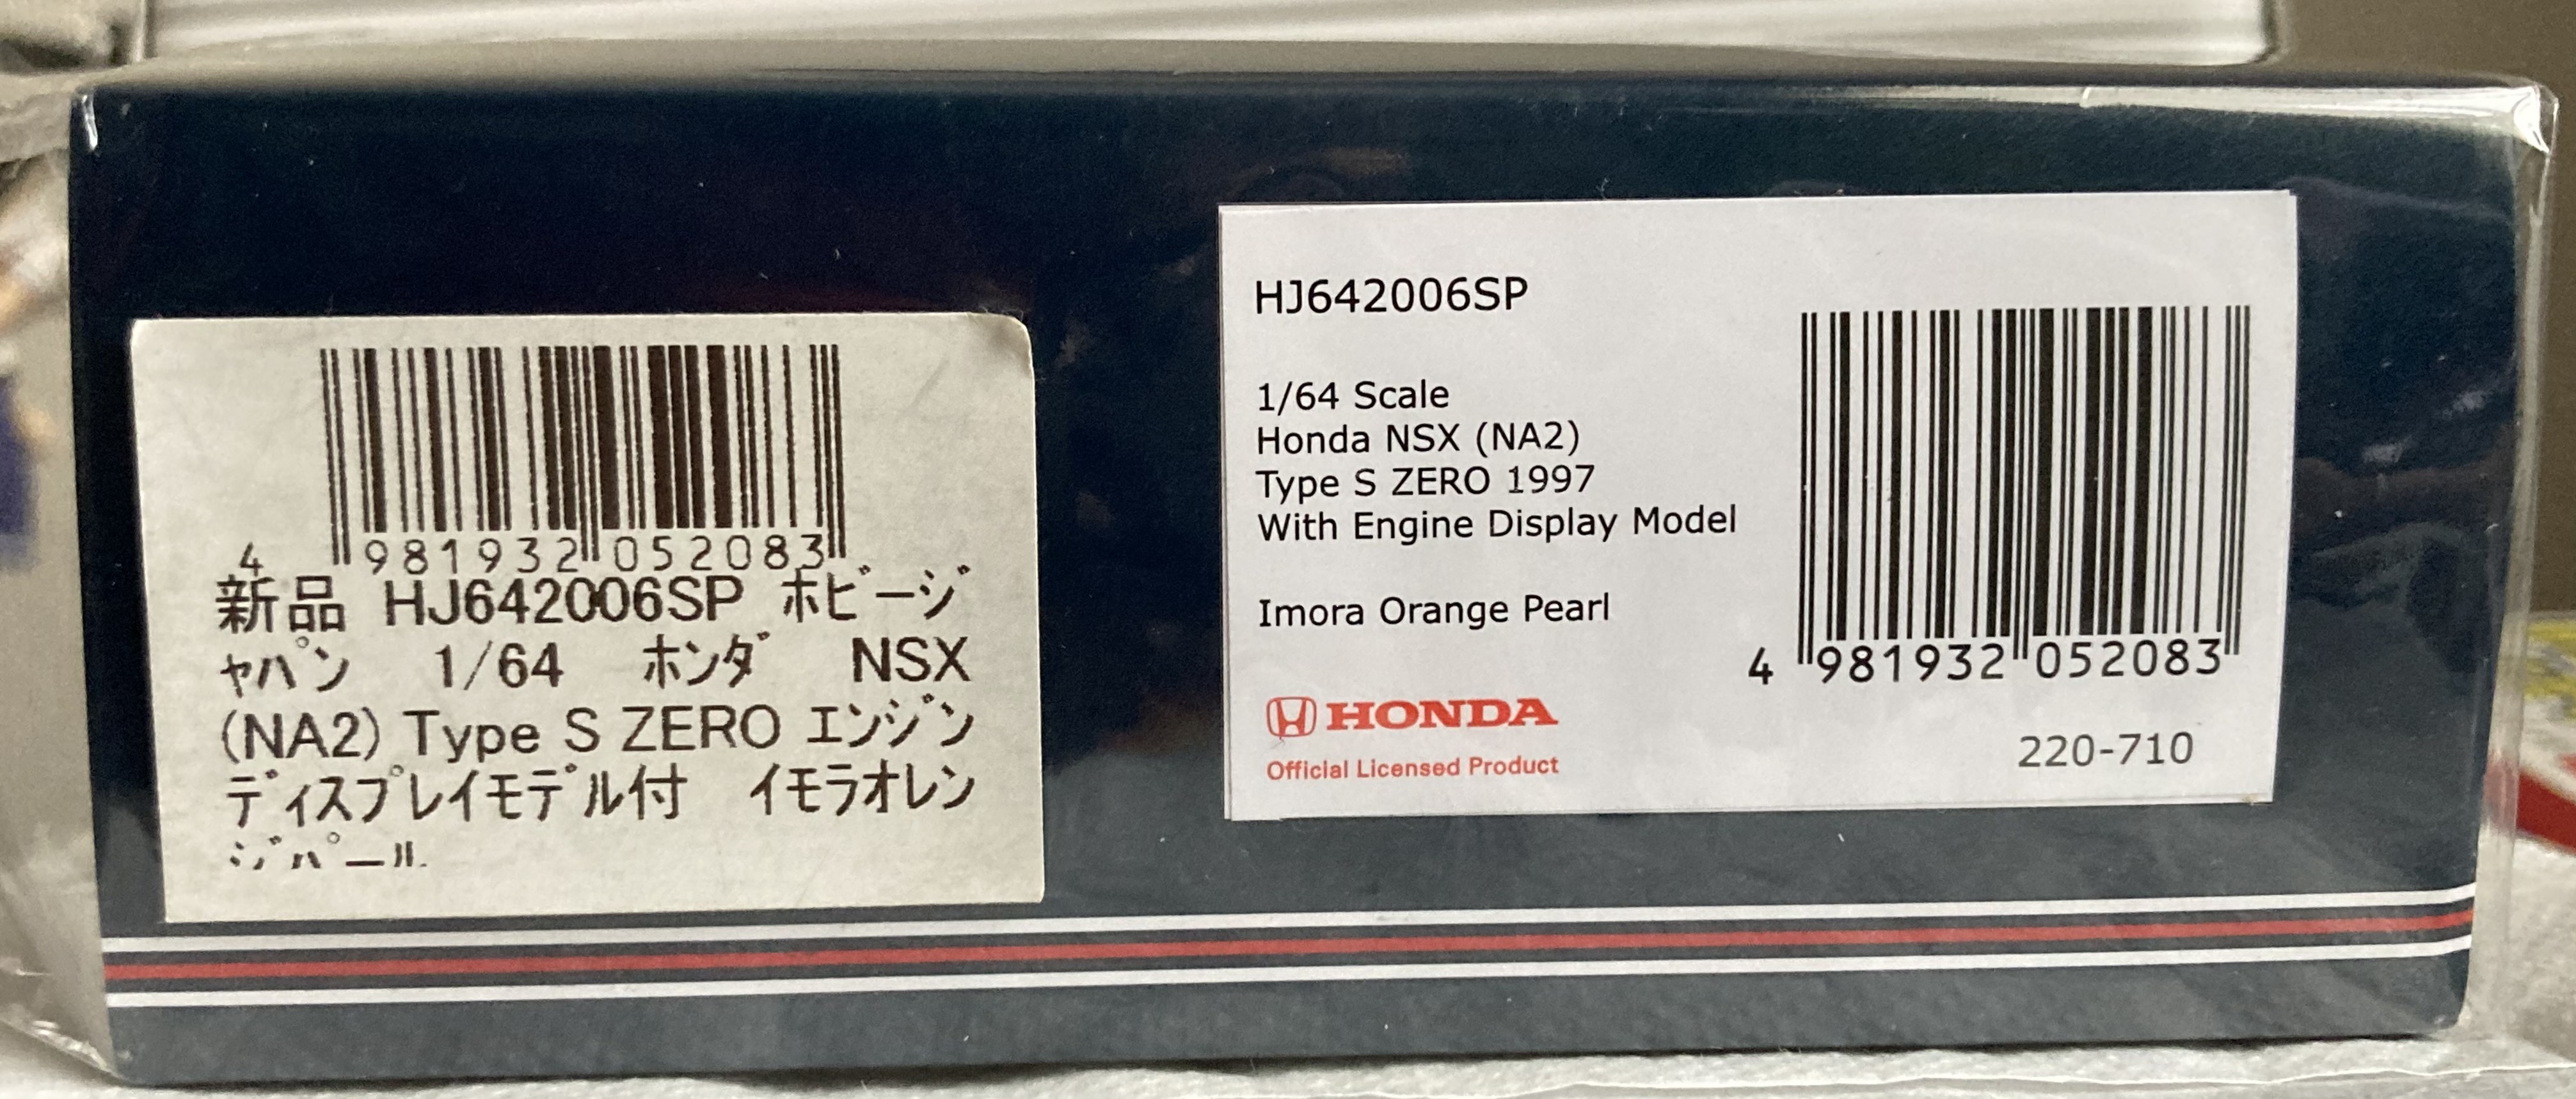 4 981932 052083
新品 HJ642006SP ホビージ
ャパン 1/64 ホンダ NSX
(NA2) Type S ZERO エンジン
ディスプレイモデル付 イモラオレン
ジパール
HJ642006SP
1/64 Scale
Honda NSX (NA2)
Type S ZERO 1997
With Engine Display Model
Imora Orange Pearl
HONDA
Official Licensed Product
4 981932 052083
220-710